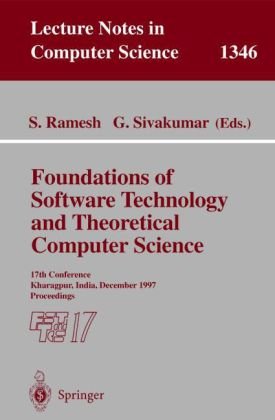 Lecture Notes in
Computer Science 1346
S. Ramesh G. Sivakumar (Eds.)
Foundations of
Software Technology
and Theoretical
Computer Science
17th Conference
Kharagpur, India, December 1997
Proceedings
FST
TCS 17
Springer